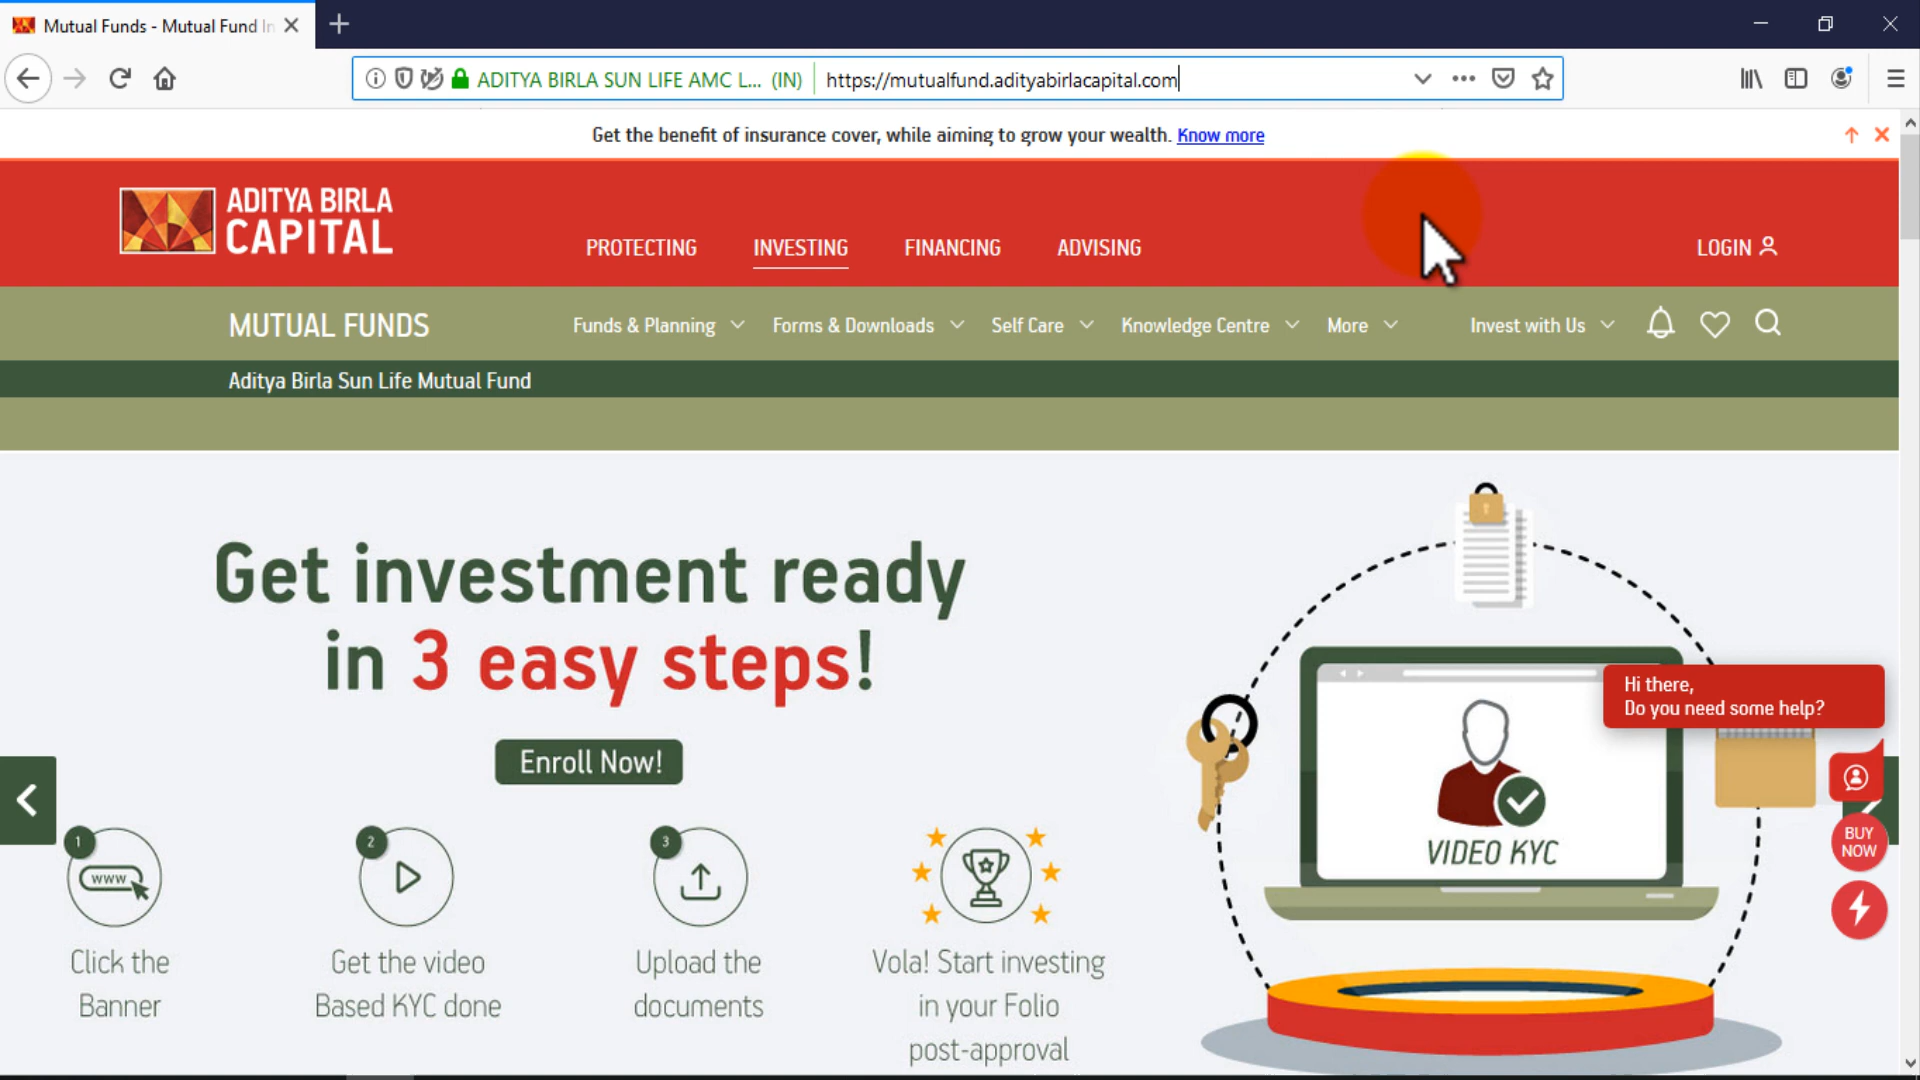 Mutual Funds - Mutual Fund In
ADITYA BIRLA SUN LIFE AMC L... (IN)
https://mutualfund.adityabirlacapital.com
Get the benefit of insurance cover, while aiming to grow your wealth. Know more
ADITYA BIRLA
CAPITAL
PROTECTING INVESTING FINANCING ADVISING
LOGIN
MUTUAL FUNDS
Funds & Planning Forms & Downloads Self Care Knowledge Centre More Invest with Us
Aditya Birla Sun Life Mutual Fund
Get investment ready
in 3 easy steps!
Enroll Now!
1
www
Click the
Banner
2
Get the video
Based KYC done
3
Upload the
documents
Vola! Start investing
in your Folio
post-approval
VIDEO KYC
Hi there,
Do you need some help?
BUY
NOW